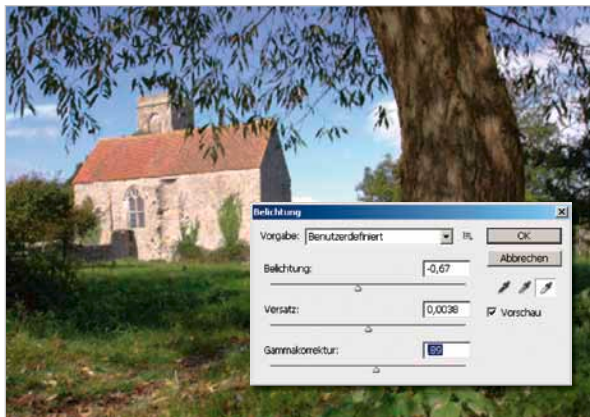 Belichtung
Vorgabe: Benutzerdefiniert
OK
Abbrechen
Belichtung: -0,67
Versatz: 0,0038
Vorschau
Gammakorrektur: